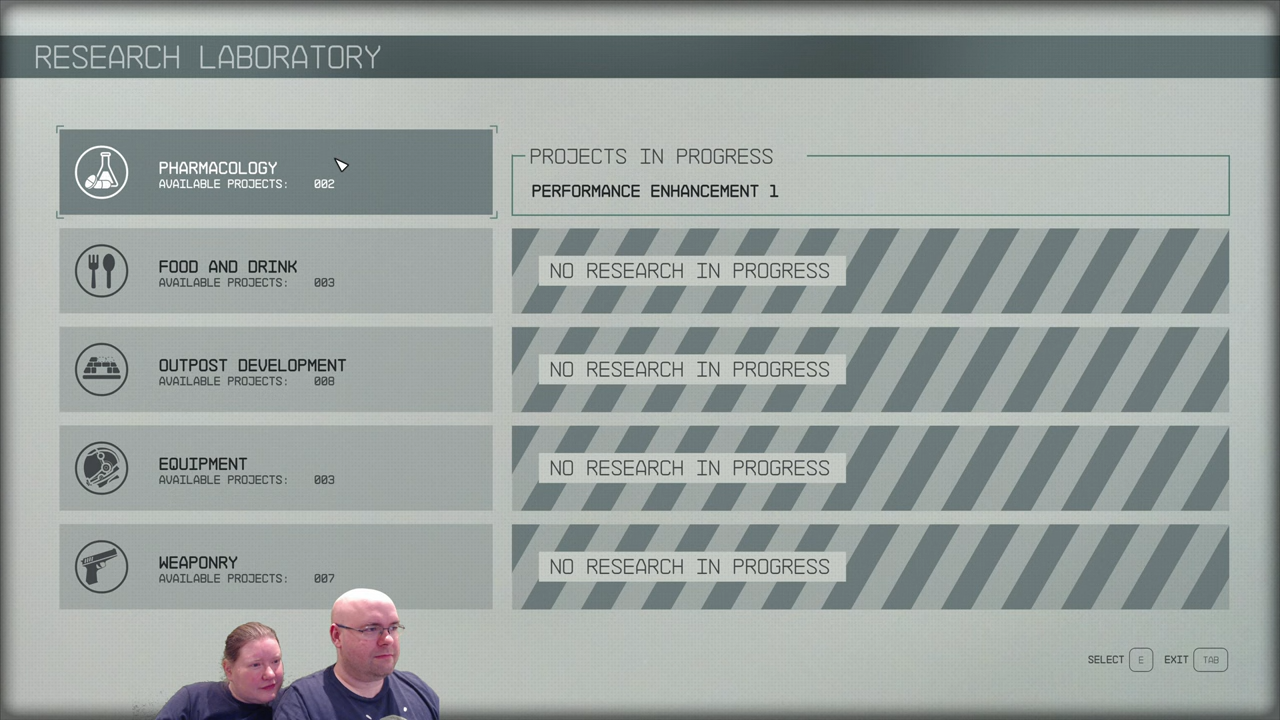 RESEARCH LABORATORY
PHARMACOLOGY
AVAILABLE PROJECTS: 002
PROJECTS IN PROGRESS
PERFORMANCE ENHANCEMENT 1
FOOD AND DRINK
AVAILABLE PROJECTS: 003
NO RESEARCH IN PROGRESS
OUTPOST DEVELOPMENT
AVAILABLE PROJECTS: 008
NO RESEARCH IN PROGRESS
EQUIPMENT
AVAILABLE PROJECTS: 003
NO RESEARCH IN PROGRESS
WEAPONRY
AVAILABLE PROJECTS: 007
NO RESEARCH IN PROGRESS
SELECT E EXIT TAB